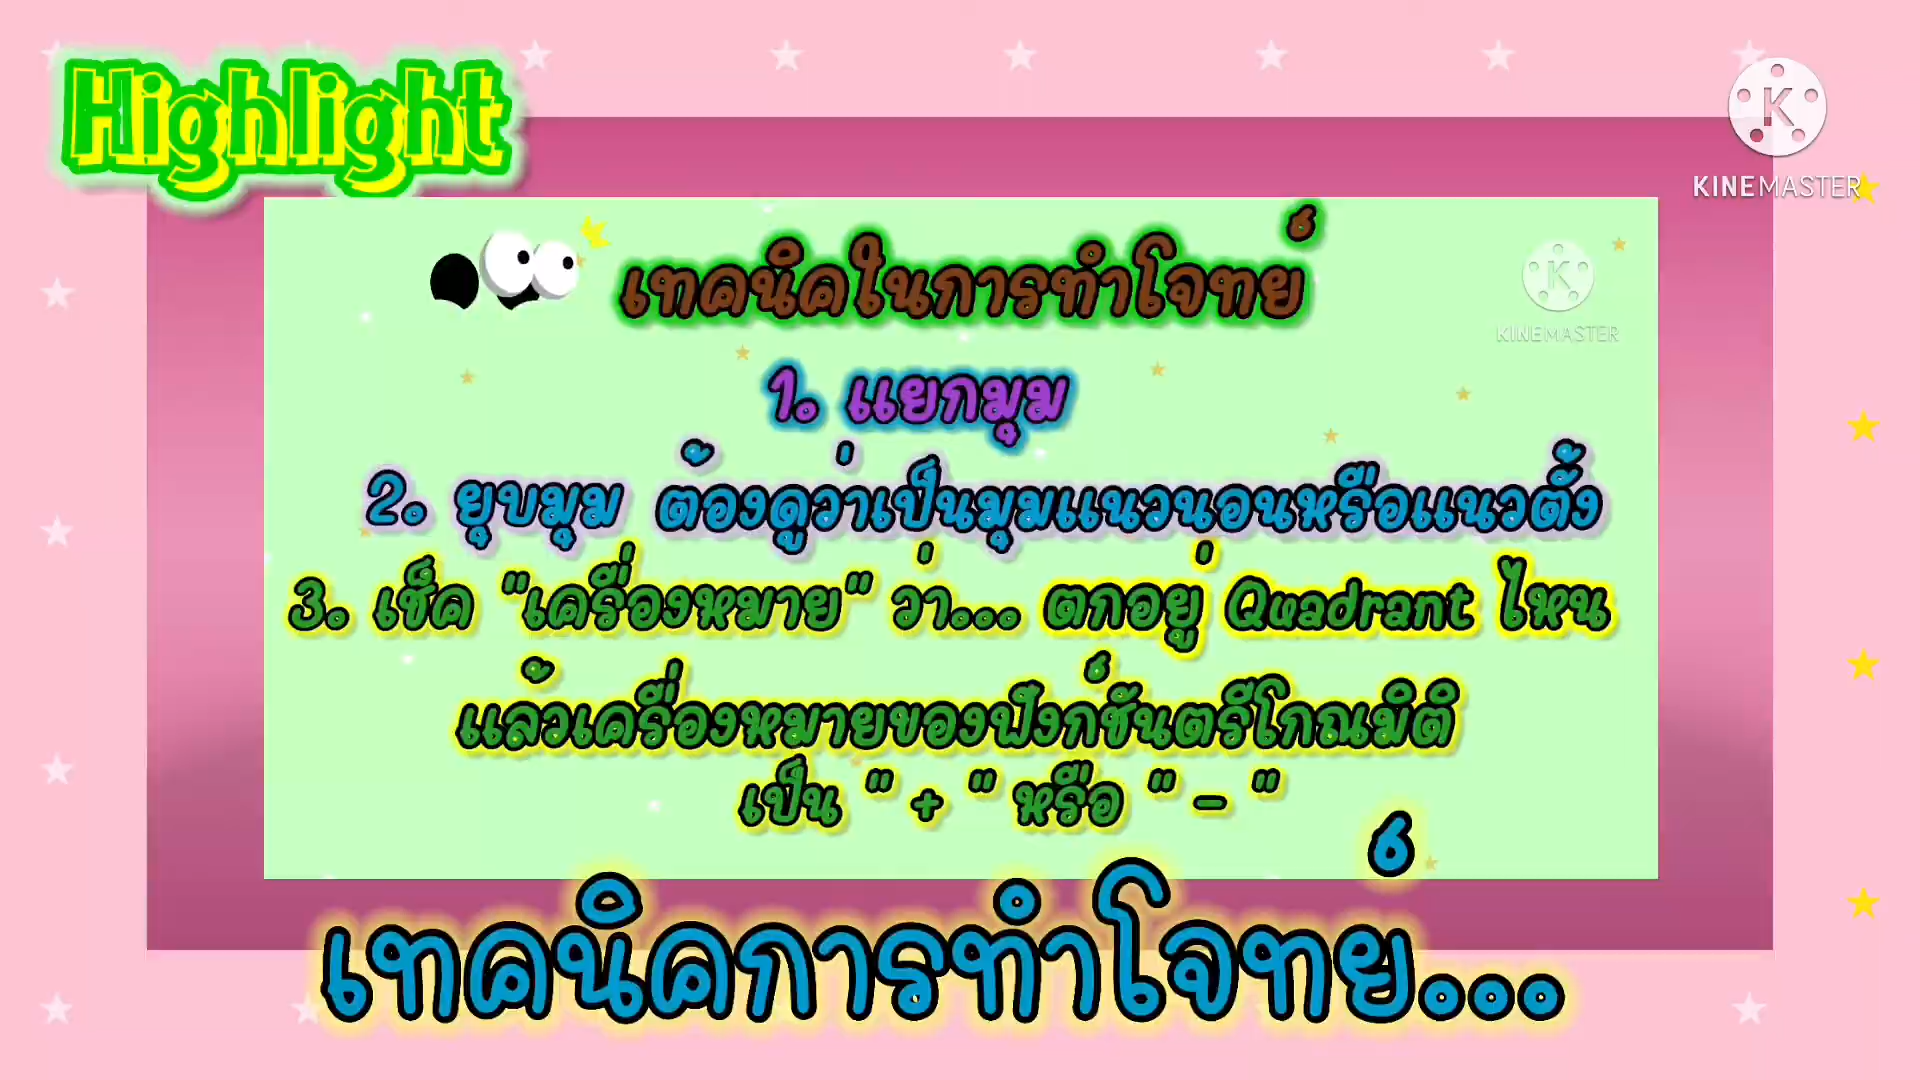 Highlight
KINEMASTER
เทคนิคในการทำโจทย์
KINEMASTER
1. แยกมุม
2. ยุบมุม ต้องดูว่าเป็นมุมแนวนอนหรือแนวตั้ง
3. เช็ค "เครื่องหมาย" ว่า... ตกอยู่ Quadrant ไหน
แล้วเครื่องหมายของฟังก์ชันตรีโกณมิติ
เป็น " + " หรือ " - "
เทคนิคการทำโจทย์...